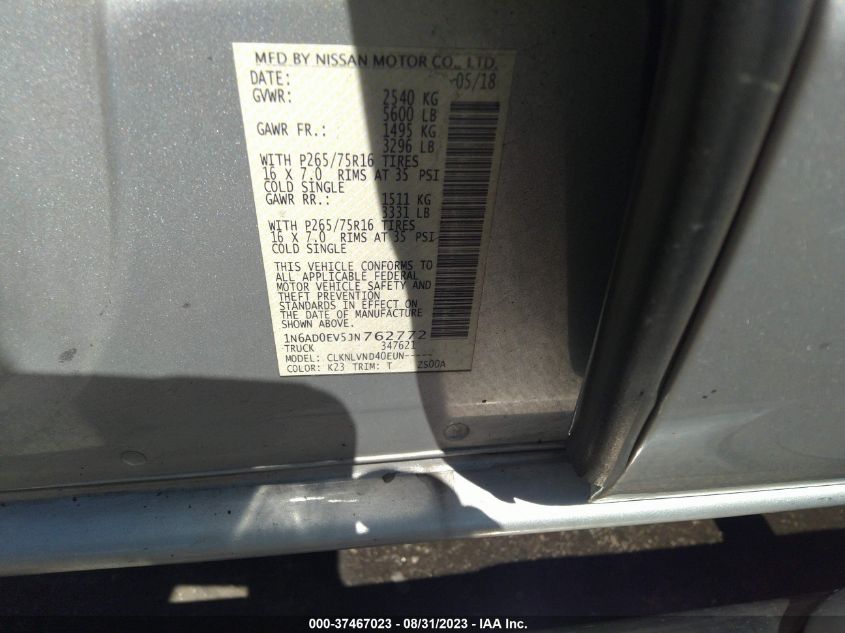 MFD BY NISSAN MOTOR CO., LTD.
DATE: 05/18
GVWR: 2540 KG
5600 LB
GAWR FR.: 1495 KG
3296 LB
WITH P265/75R16 TIRES
16 X 7.0 RIMS AT 35 PSI
COLD SINGLE
GAWR RR.: 1511 KG
3331 LB
WITH P265/75R16 TIRES
16 X 7.0 RIMS AT 35 PSI
COLD SINGLE
THIS VEHICLE CONFORMS TO
ALL APPLICABLE FEDERAL
MOTOR VEHICLE SAFETY AND
THEFT PREVENTION
STANDARDS IN EFFECT ON
THE DATE OF MANUFACTURE
SHOWN ABOVE.
1N6AD0EV5JN762772
TRUCK 347621
MODEL: CLKNLVND40EUN-----
COLOR: K23 TRIM: T ZS00A
000-37467023 - 08/31/2023 - IAA Inc.